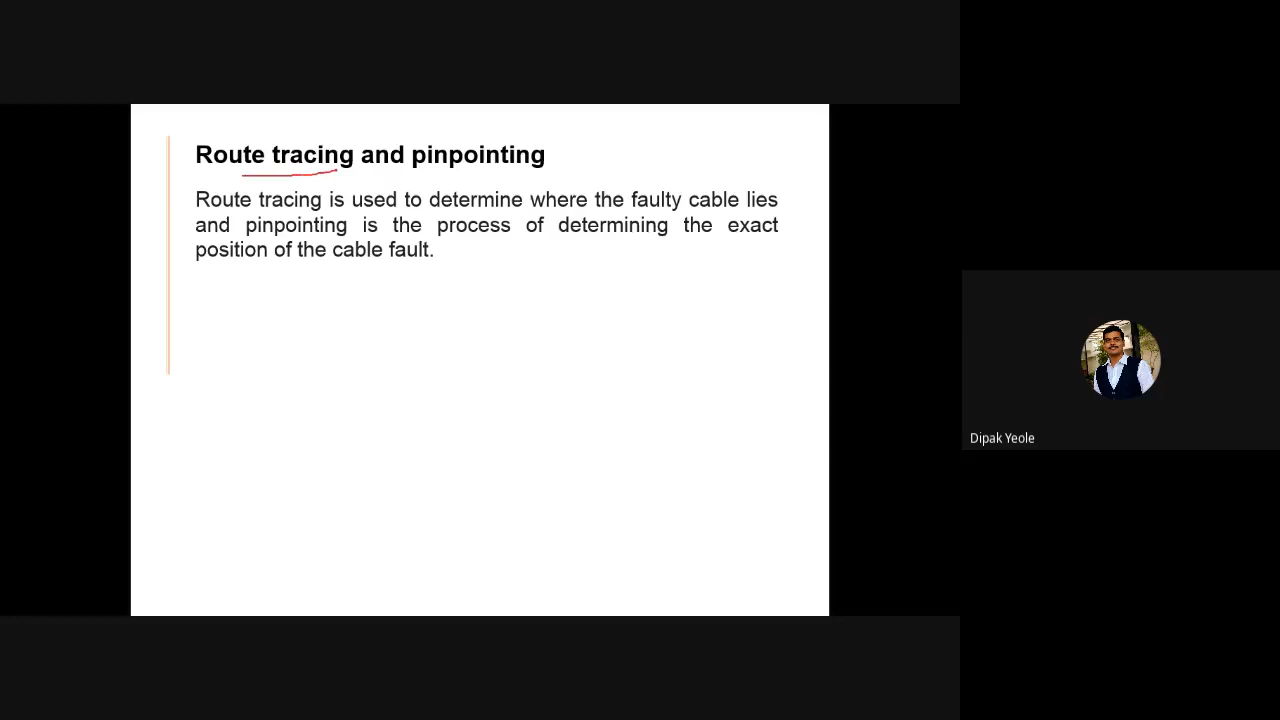 Route tracing and pinpointing
Route tracing is used to determine where the faulty cable lies
and pinpointing is the process of determining the exact
position of the cable fault.
Dipak Yeole